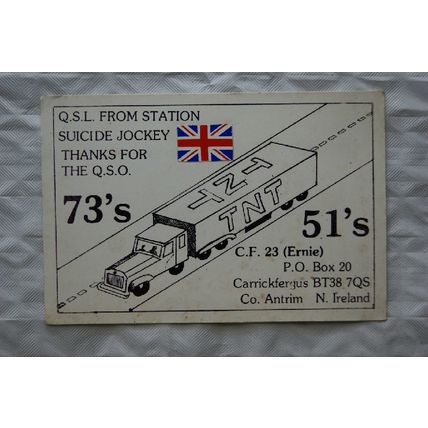 Q.S.L. FROM STATION
SUICIDE JOCKEY
THANKS FOR
THE Q.S.O.
73's
TNT
TNT
51's
C.F. 23 (Ernie)
P.O. Box 20
Carrickfergus BT38 7QS
Co. Antrim N. Ireland